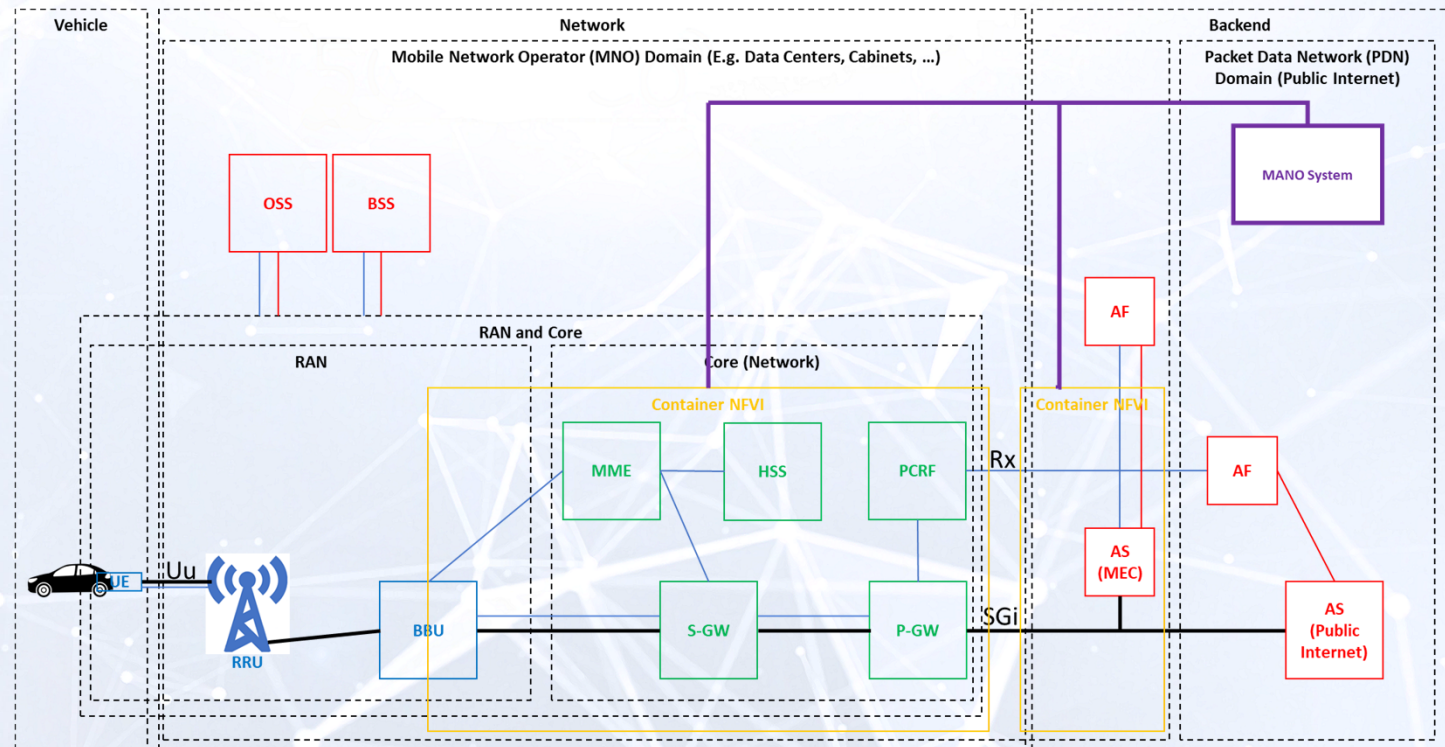 Vehicle
Network
Backend
Mobile Network Operator (MNO) Domain (E.g. Data Centers, Cabinets, ...)
Packet Data Network (PDN)
Domain (Public Internet)
MANO System
OSS
BSS
AF
RAN and Core
RAN
Core (Network)
Container NFVI
Container NFVI
MME
HSS
PCRF
Rx
AF
AS
(MEC)
UE
Uu
RRU
BBU
S-GW
P-GW
SGi
AS
(Public
Internet)